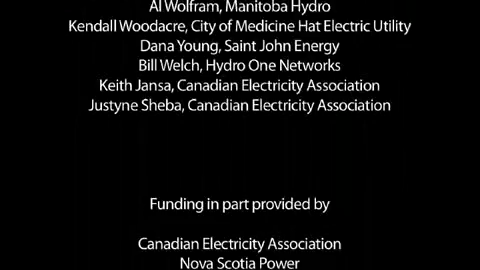 Al Wolfram, Manitoba Hydro
Kendall Woodacre, City of Medicine Hat Electric Utility
Dana Young, Saint John Energy
Bill Welch, Hydro One Networks
Keith Jansa, Canadian Electricity Association
Justyne Sheba, Canadian Electricity Association
Funding in part provided by
Canadian Electricity Association
Nova Scotia Power